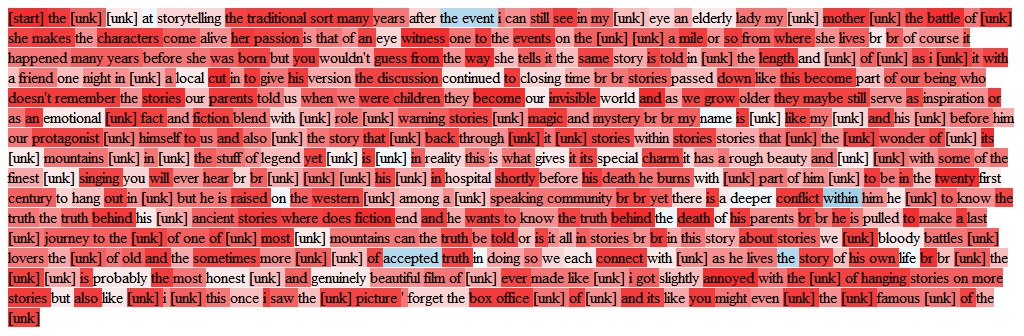 [start] the [unk] [unk] at storytelling the traditional sort many years after the event i can still see in my [unk] eye an elderly lady my [unk] mother [unk] the battle of [unk]
she makes the characters come alive her passion is that of an eye witness one to the events on the [unk] [unk] a mile or so from where she lives br br of course it
happened many years before she was born but you wouldn't guess from the way she tells it the same story is told in [unk] the length and [unk] of [unk] as i [unk] it with
a friend one night in [unk] a local cut in to give his version the discussion continued to closing time br br stories passed down like this become part of our being who
doesn't remember the stories our parents told us when we were children they become our invisible world and as we grow older they maybe still serve as inspiration or
as an emotional [unk] fact and fiction blend with [unk] role [unk] warning stories [unk] magic and mystery br br my name is [unk] like my [unk] and his [unk] before him
our protagonist [unk] himself to us and also [unk] the story that [unk] back through [unk] it [unk] stories within stories stories that [unk] the [unk] wonder of [unk] its
[unk] mountains [unk] in [unk] the stuff of legend yet [unk] is [unk] in reality this is what gives it its special charm it has a rough beauty and [unk] [unk] with some of the
finest [unk] singing you will ever hear br br [unk] [unk] [unk] his [unk] in hospital shortly before his death he burns with [unk] part of him [unk] to be in the twenty first
century to hang out in [unk] but he is raised on the western [unk] among a [unk] speaking community br br yet there is a deeper conflict within him he [unk] to know the
truth the truth behind his [unk] ancient stories where does fiction end and he wants to know the truth behind the death of his parents br br he is pulled to make a last
[unk] journey to the [unk] of one of [unk] most [unk] mountains can the truth be told or is it all in stories br br in this story about stories we [unk] bloody battles [unk]
lovers the [unk] of old and the sometimes more [unk] [unk] of accepted truth in doing so we each connect with [unk] as he lives the story of his own life br br [unk] the
[unk] [unk] is probably the most honest [unk] and genuinely beautiful film of [unk] ever made like [unk] i got slightly annoyed with the [unk] of hanging stories on more
stories but also like [unk] i [unk] this once i saw the [unk] picture ' forget the box office [unk] of [unk] and its like you might even [unk] the [unk] famous [unk] of the
[unk]